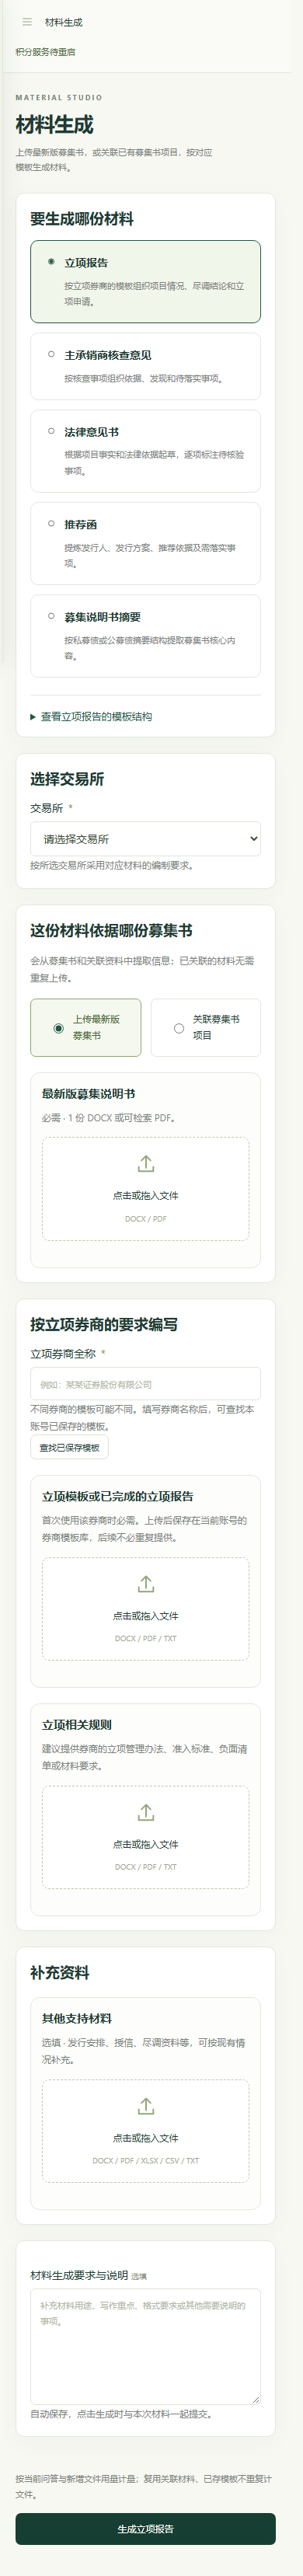 材料生成
积分服务待重启
MATERIAL STUDIO
材料生成
上传最新版募集书，或关联已有募集书项目，按对应
模板生成材料。
要生成哪份材料
立项报告
按立项券商的模板组织项目情况、尽调结论和立
项申请。
主承销商核查意见
按核查事项组织依据、发现和待落实事项。
法律意见书
根据项目事实和法律依据起草，逐项标注待核验
事项。
推荐函
提炼发行人、发行方案、推荐依据及需落实事
项。
募集说明书摘要
按私募债或公募债摘要结构提取募集书核心内
容。
查看立项报告的模板结构
选择交易所
交易所 *
请选择交易所
按所选交易所采用对应材料的编制要求。
这份材料依据哪份募集书
会从募集书和关联资料中提取信息；已关联的材料无需
重复上传。
上传最新版
募集书
关联募集书
项目
最新版募集说明书
必需 · 1 份 DOCX 或可检索 PDF。
点击或拖入文件
DOCX / PDF
按立项券商的要求编写
立项券商全称 *
例如：某某证券股份有限公司
不同券商的模板可能不同。填写券商名称后，可查找本
账号已保存的模板。
查找已保存模板
立项模板或已完成的立项报告
首次使用该券商时必需。上传后保存在当前账号的
券商模板库，后续不必重复提供。
点击或拖入文件
DOCX / PDF / TXT
立项相关规则
建议提供券商的立项管理办法、准入标准、负面清
单或材料要求。
点击或拖入文件
DOCX / PDF / TXT
补充资料
其他支持材料
选填 · 发行安排、授信、尽调资料等，可按现有情
况补充。
点击或拖入文件
DOCX / PDF / XLSX / CSV / TXT
材料生成要求与说明 选填
补充材料用途、写作重点、格式要求或其他需要说明的
事项。
自动保存，点击生成时与本次材料一起提交。
按当前问答与新增文件用量计量；复用关联材料、已存模板不重复计
文件。
生成立项报告